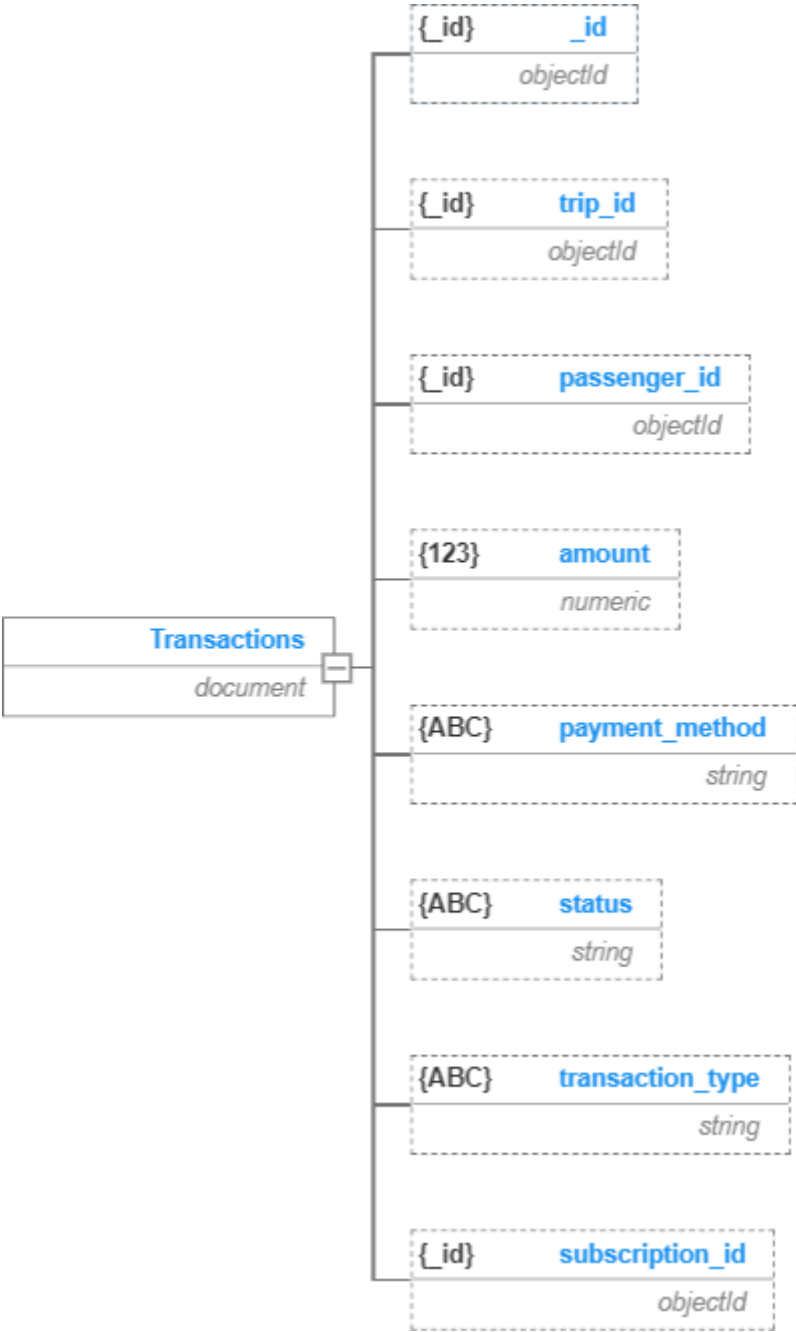 {_id} _id
objectId
{_id} trip_id
objectId
{_id} passenger_id
objectId
{123} amount
numeric
Transactions
document
{ABC} payment_method
string
{ABC} status
string
{ABC} transaction_type
string
{_id} subscription_id
objectId